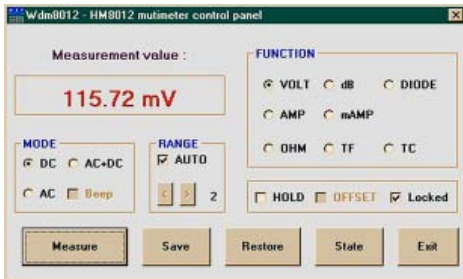 Wdm8012 - HM8012 mutimeter control panel
Measurement value :
115.72 mV
FUNCTION
VOLT dB DIODE
AMP mAMP
OHM TF TC
MODE
DC AC+DC
AC Beep
RANGE
AUTO
< > 2
HOLD OFFSET Locked
Measure Save Restore State Exit